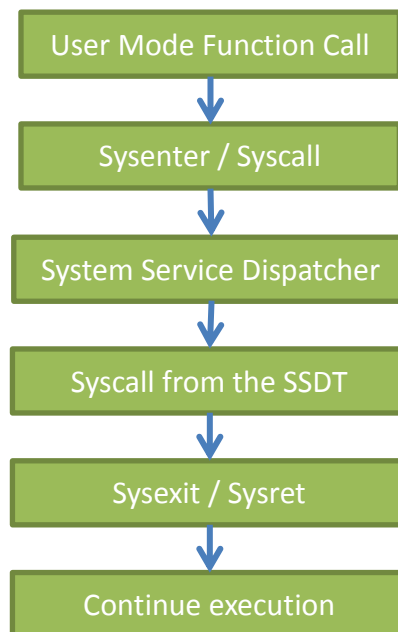 User Mode Function Call
Sysenter / Syscall
System Service Dispatcher
Syscall from the SSDT
Sysexit / Sysret
Continue execution